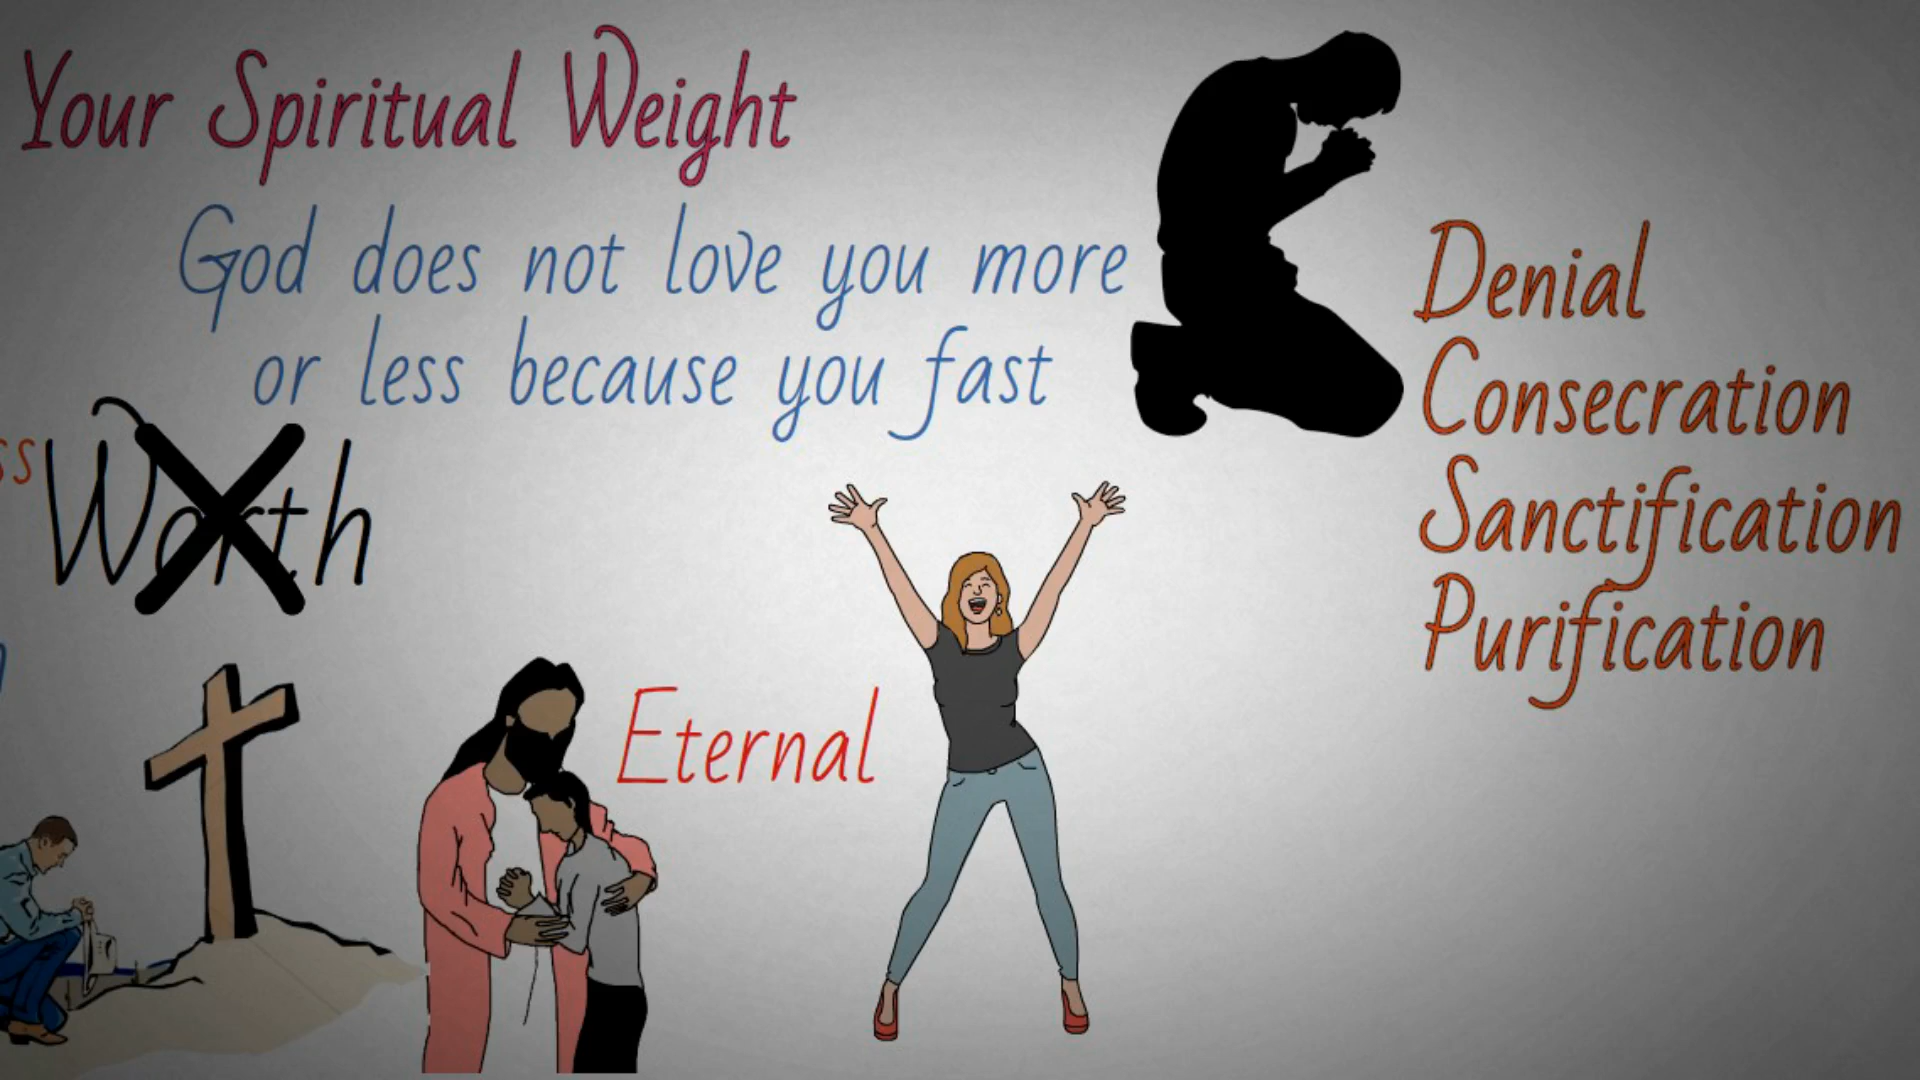 Your Spiritual Weight
God does not love you more
or less because you fast
Worth
Eternal
Denial
Consecration
Sanctification
Purification